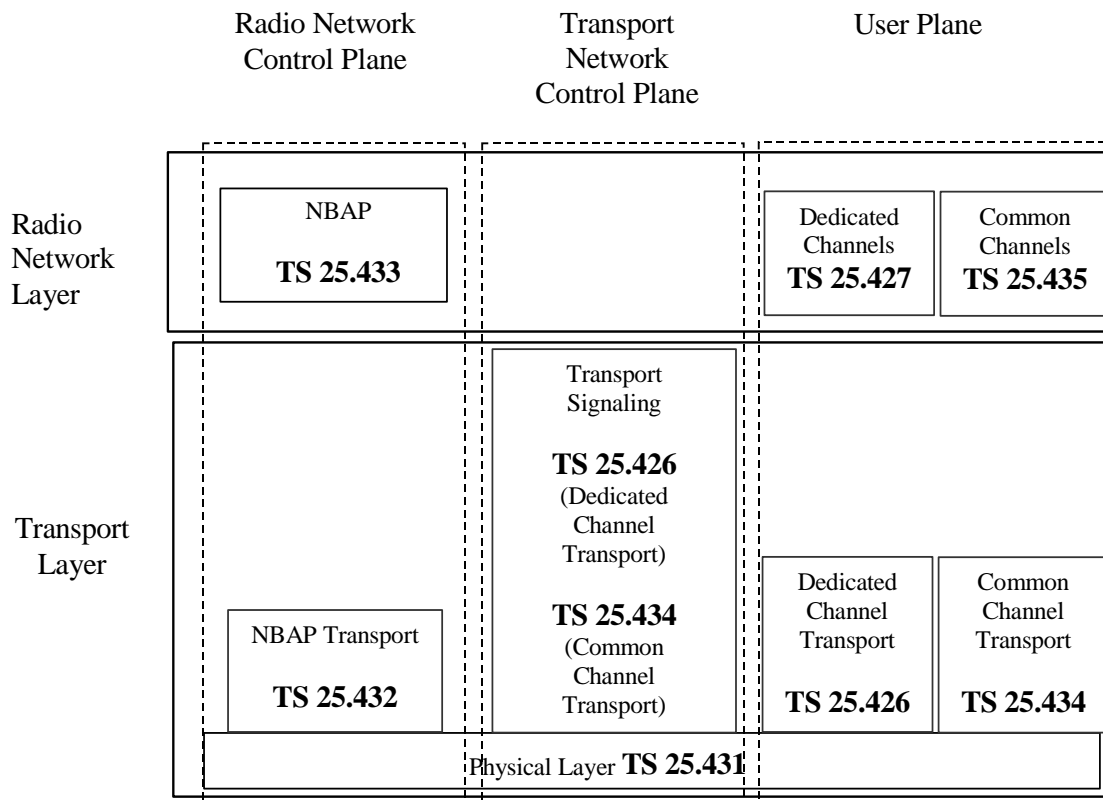 Radio Network
Control Plane
Transport
Network
Control Plane
User Plane
Radio
Network
Layer
NBAP
TS 25.433
Dedicated
Channels
TS 25.427
Common
Channels
TS 25.435
Transport
Layer
NBAP Transport
TS 25.432
Transport
Signaling
TS 25.426
(Dedicated
Channel
Transport)
TS 25.434
(Common
Channel
Transport)
Dedicated
Channel
Transport
TS 25.426
Common
Channel
Transport
TS 25.434
Physical Layer TS 25.431